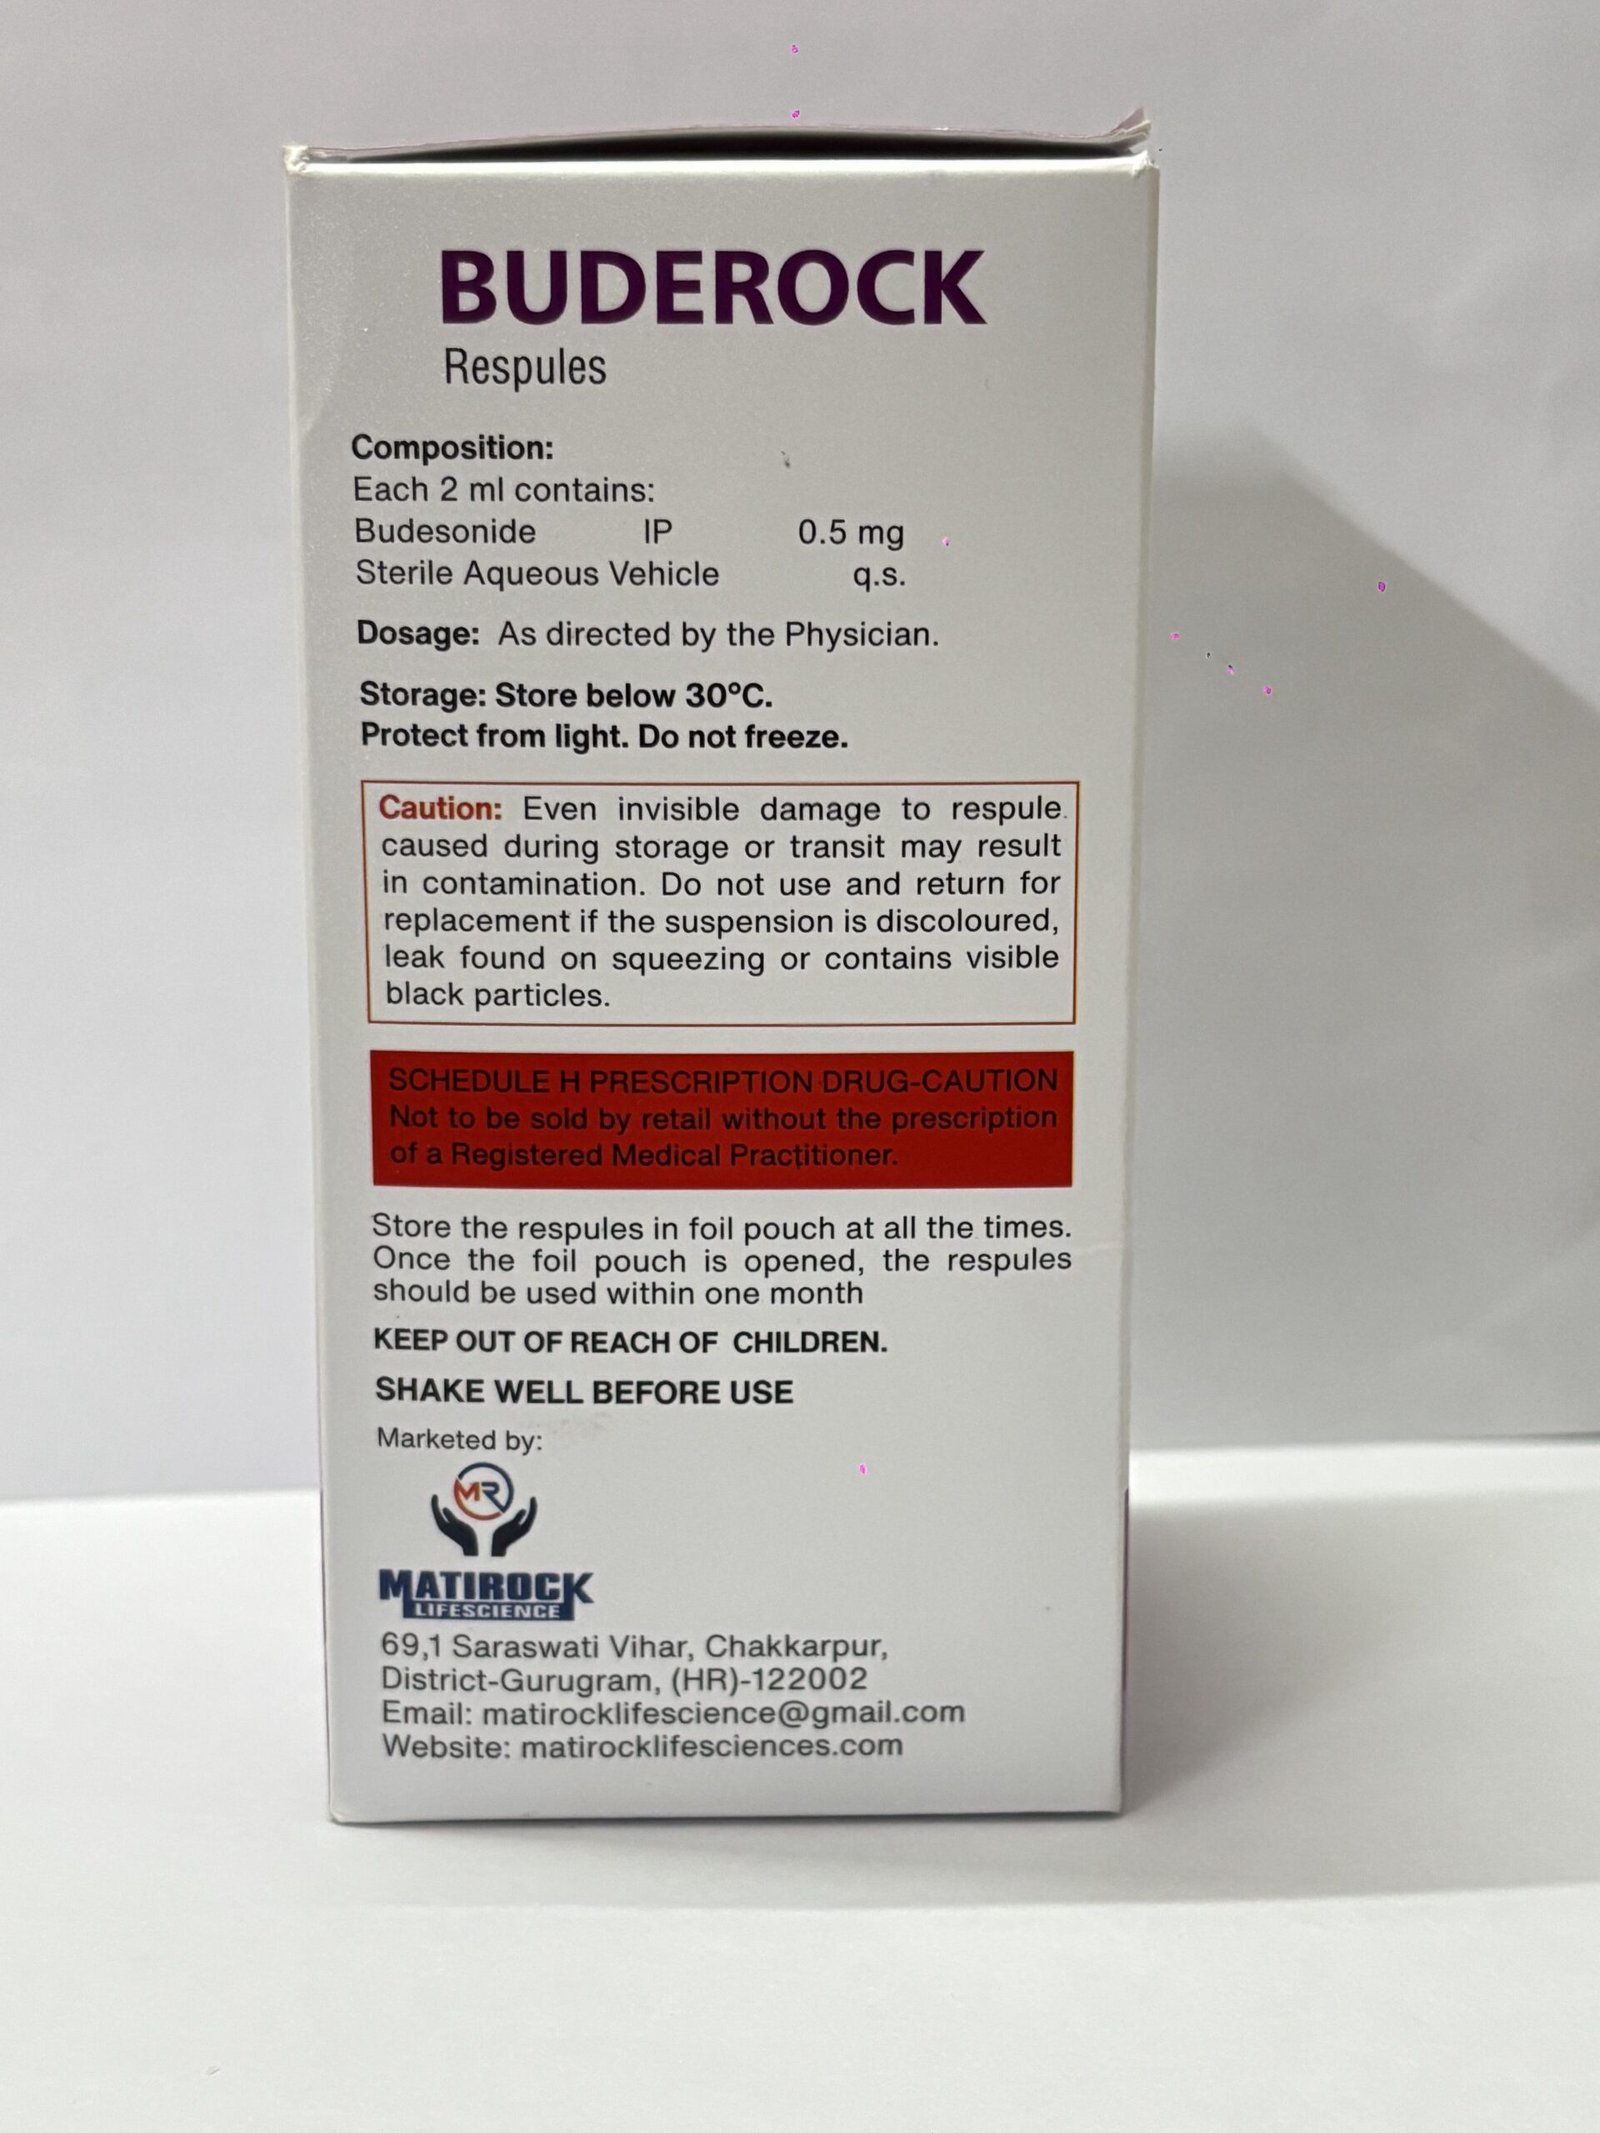 BUDEROCK
Respules
Composition:
Each 2 ml contains:
Budesonide IP 0.5 mg
Sterile Aqueous Vehicle q.s.
Dosage: As directed by the Physician.
Storage: Store below 30°C.
Protect from light. Do not freeze.
Caution: Even invisible damage to respule.
caused during storage or transit may result
in contamination. Do not use and return for
replacement if the suspension is discoloured,
leak found on squeezing or contains visible
black particles.
SCHEDULE H PRESCRIPTION DRUG-CAUTION
Not to be sold by retail without the prescription
of a Registered Medical Practitioner.
Store the respules in foil pouch at all the times.
Once the foil pouch is opened, the respules
should be used within one month
KEEP OUT OF REACH OF CHILDREN.
SHAKE WELL BEFORE USE
Marketed by:
MR
MATIROCK
LIFESCIENCE
69,1 Saraswati Vihar, Chakkarpur,
District-Gurugram, (HR)-122002
Email: matirocklifescience@gmail.com
Website: matirocklifesciences.com